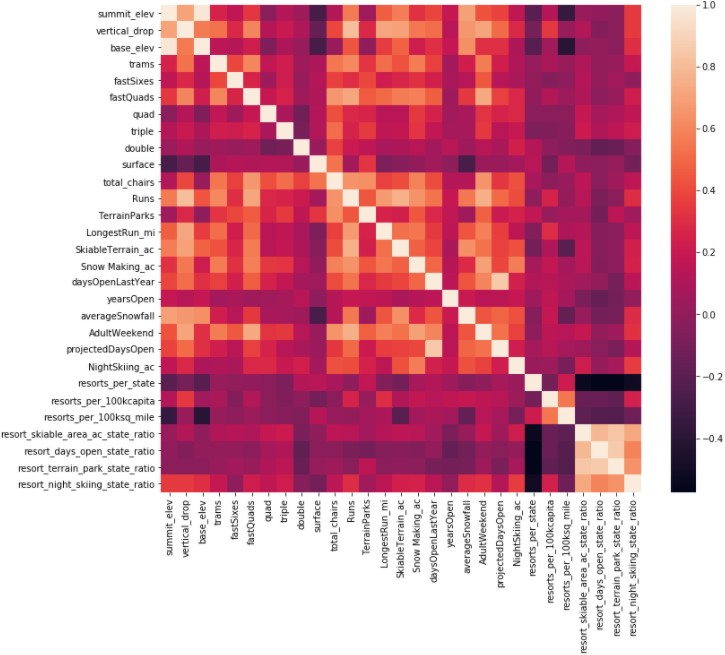 summit_elev
vertical_drop
base_elev
trams
fastSixes
fastQuads
quad
triple
double
surface
total_chairs
Runs
TerrainParks
LongestRun_mi
SkiableTerrain_ac
Snow Making_ac
daysOpenLastYear
yearsOpen
averageSnowfall
AdultWeekend
projectedDaysOpen
NightSkiing_ac
resorts_per_state
resorts_per_100kcapita
resorts_per_100ksq_mile
resort_skiable_area_ac_state_ratio
resort_days_open_state_ratio
resort_terrain_park_state_ratio
resort_night_skiing_state_ratio
summit_elev
vertical_drop
base_elev
trams
fastSixes
fastQuads
quad
triple
double
surface
total_chairs
Runs
TerrainParks
LongestRun_mi
SkiableTerrain_ac
Snow Making_ac
daysOpenLastYear
yearsOpen
averageSnowfall
AdultWeekend
projectedDaysOpen
NightSkiing_ac
resorts_per_state
resorts_per_100kcapita
resorts_per_100ksq_mile
resort_skiable_area_ac_state_ratio
resort_days_open_state_ratio
resort_terrain_park_state_ratio
resort_night_skiing_state_ratio
1.0
0.8
0.6
0.4
0.2
0.0
−0.2
−0.4